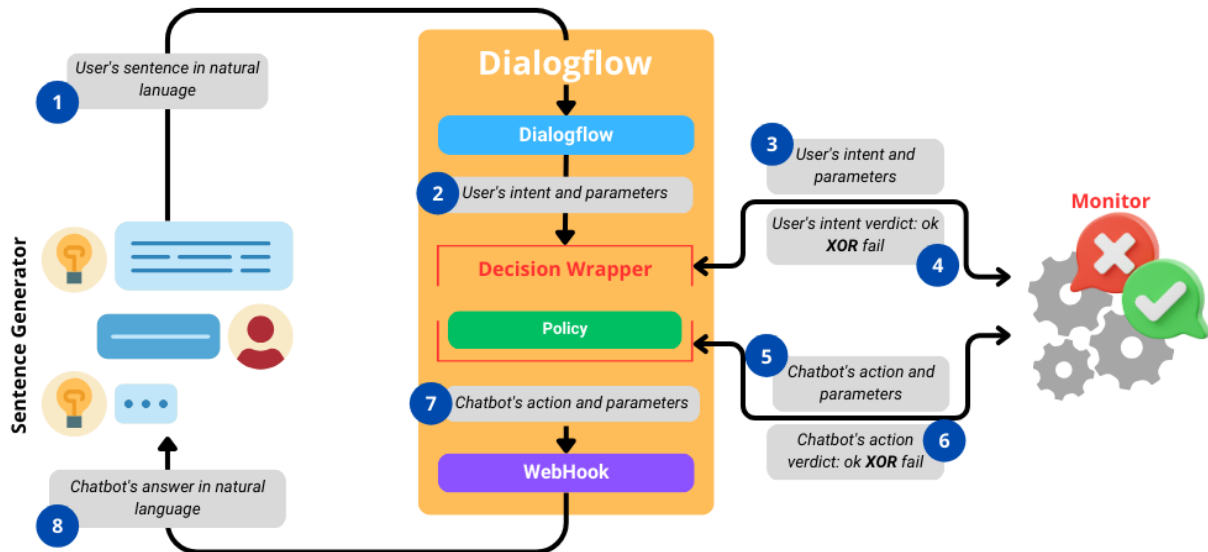 User's sentence in natural
lanuage
1
Dialogflow
Dialogflow
2
User's intent and parameters
3
User's intent and
parameters
User's intent verdict: ok
XOR fail
4
Monitor
Decision Wrapper
Policy
5
Chatbot's action and
parameters
Chatbot's action
verdict: ok XOR fail
6
7
Chatbot's action and parameters
WebHook
Sentence Generator
Chatbot's answer in natural
language
8